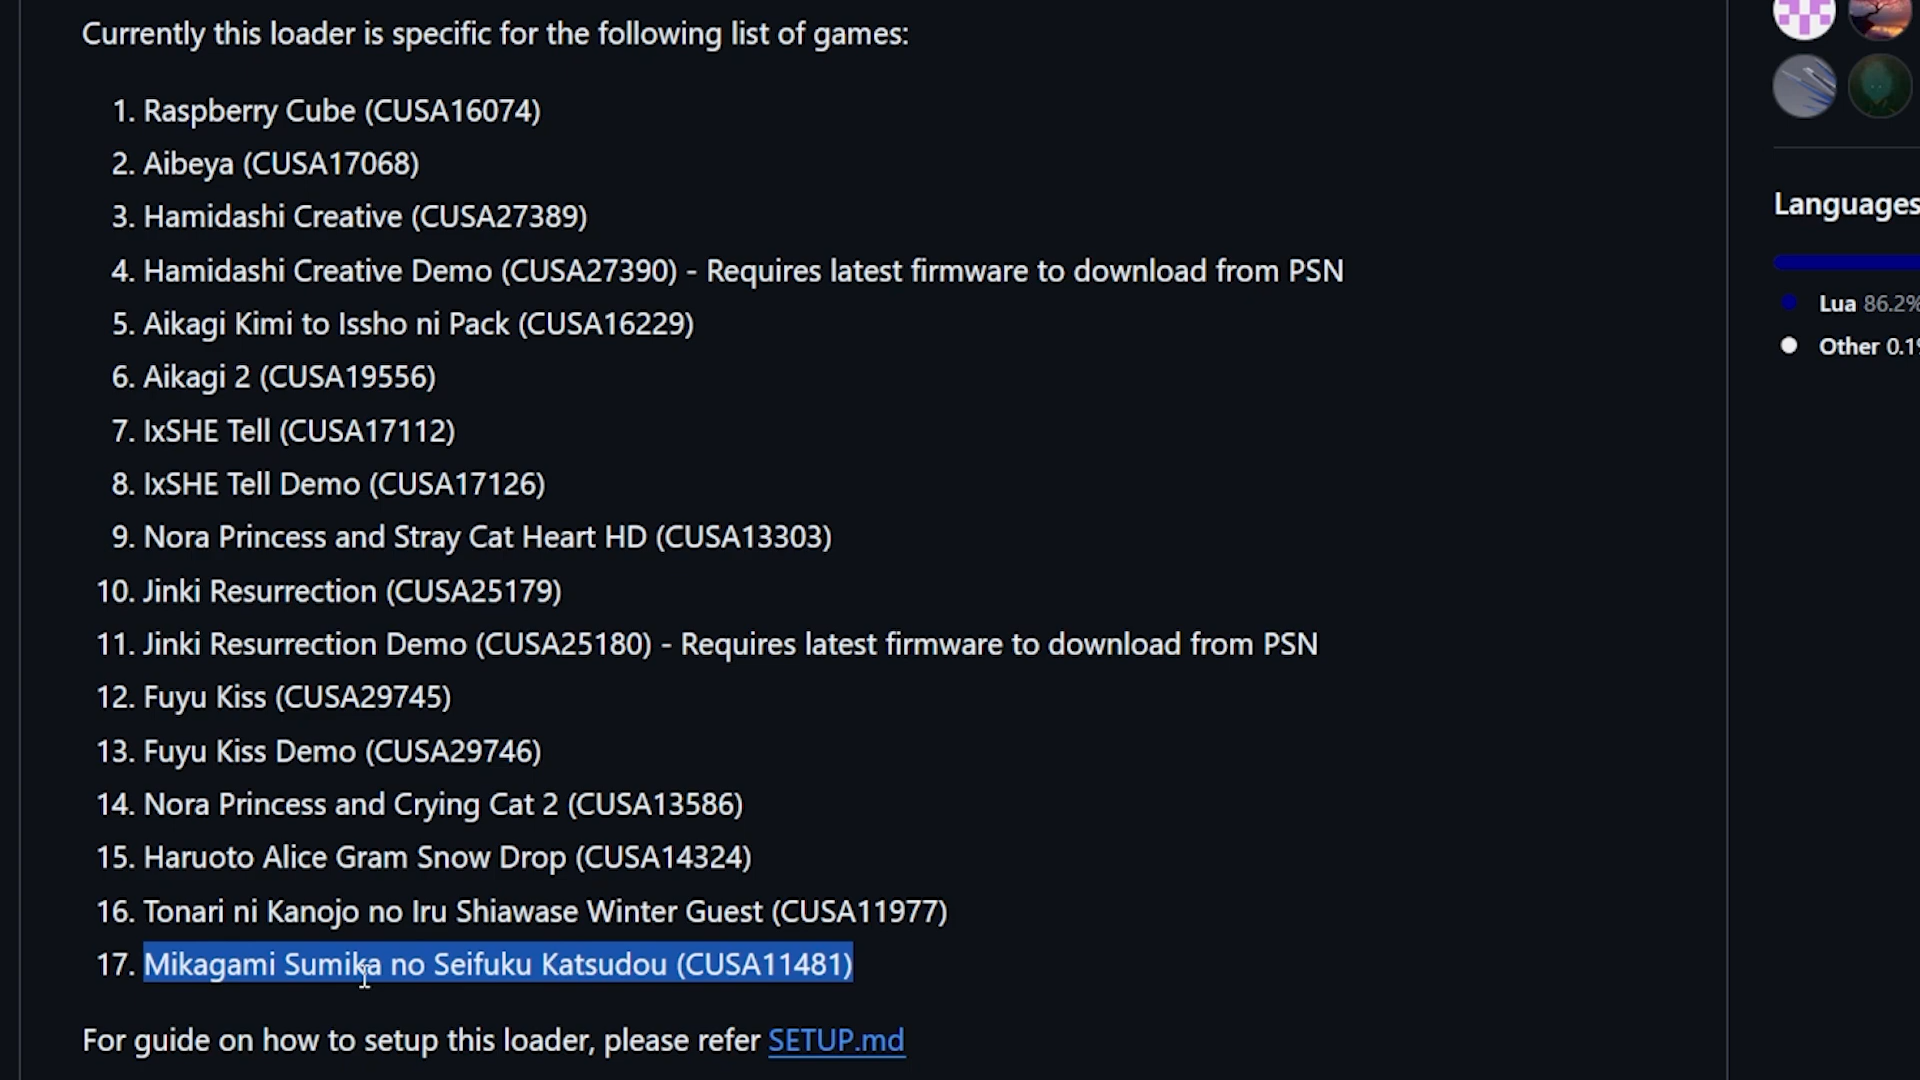 Currently this loader is specific for the following list of games:
1. Raspberry Cube (CUSA16074)
2. Aibeya (CUSA17068)
3. Hamidashi Creative (CUSA27389)
4. Hamidashi Creative Demo (CUSA27390) - Requires latest firmware to download from PSN
5. Aikagi Kimi to Issho ni Pack (CUSA16229)
6. Aikagi 2 (CUSA19556)
7. IxSHE Tell (CUSA17112)
8. IxSHE Tell Demo (CUSA17126)
9. Nora Princess and Stray Cat Heart HD (CUSA13303)
10. Jinki Resurrection (CUSA25179)
11. Jinki Resurrection Demo (CUSA25180) - Requires latest firmware to download from PSN
12. Fuyu Kiss (CUSA29745)
13. Fuyu Kiss Demo (CUSA29746)
14. Nora Princess and Crying Cat 2 (CUSA13586)
15. Haruoto Alice Gram Snow Drop (CUSA14324)
16. Tonari ni Kanojo no Iru Shiawase Winter Guest (CUSA11977)
17. Mikagami Sumika no Seifuku Katsudou (CUSA11481)
For guide on how to setup this loader, please refer SETUP.md
Languages
Lua 86.2%
Other 0.1%